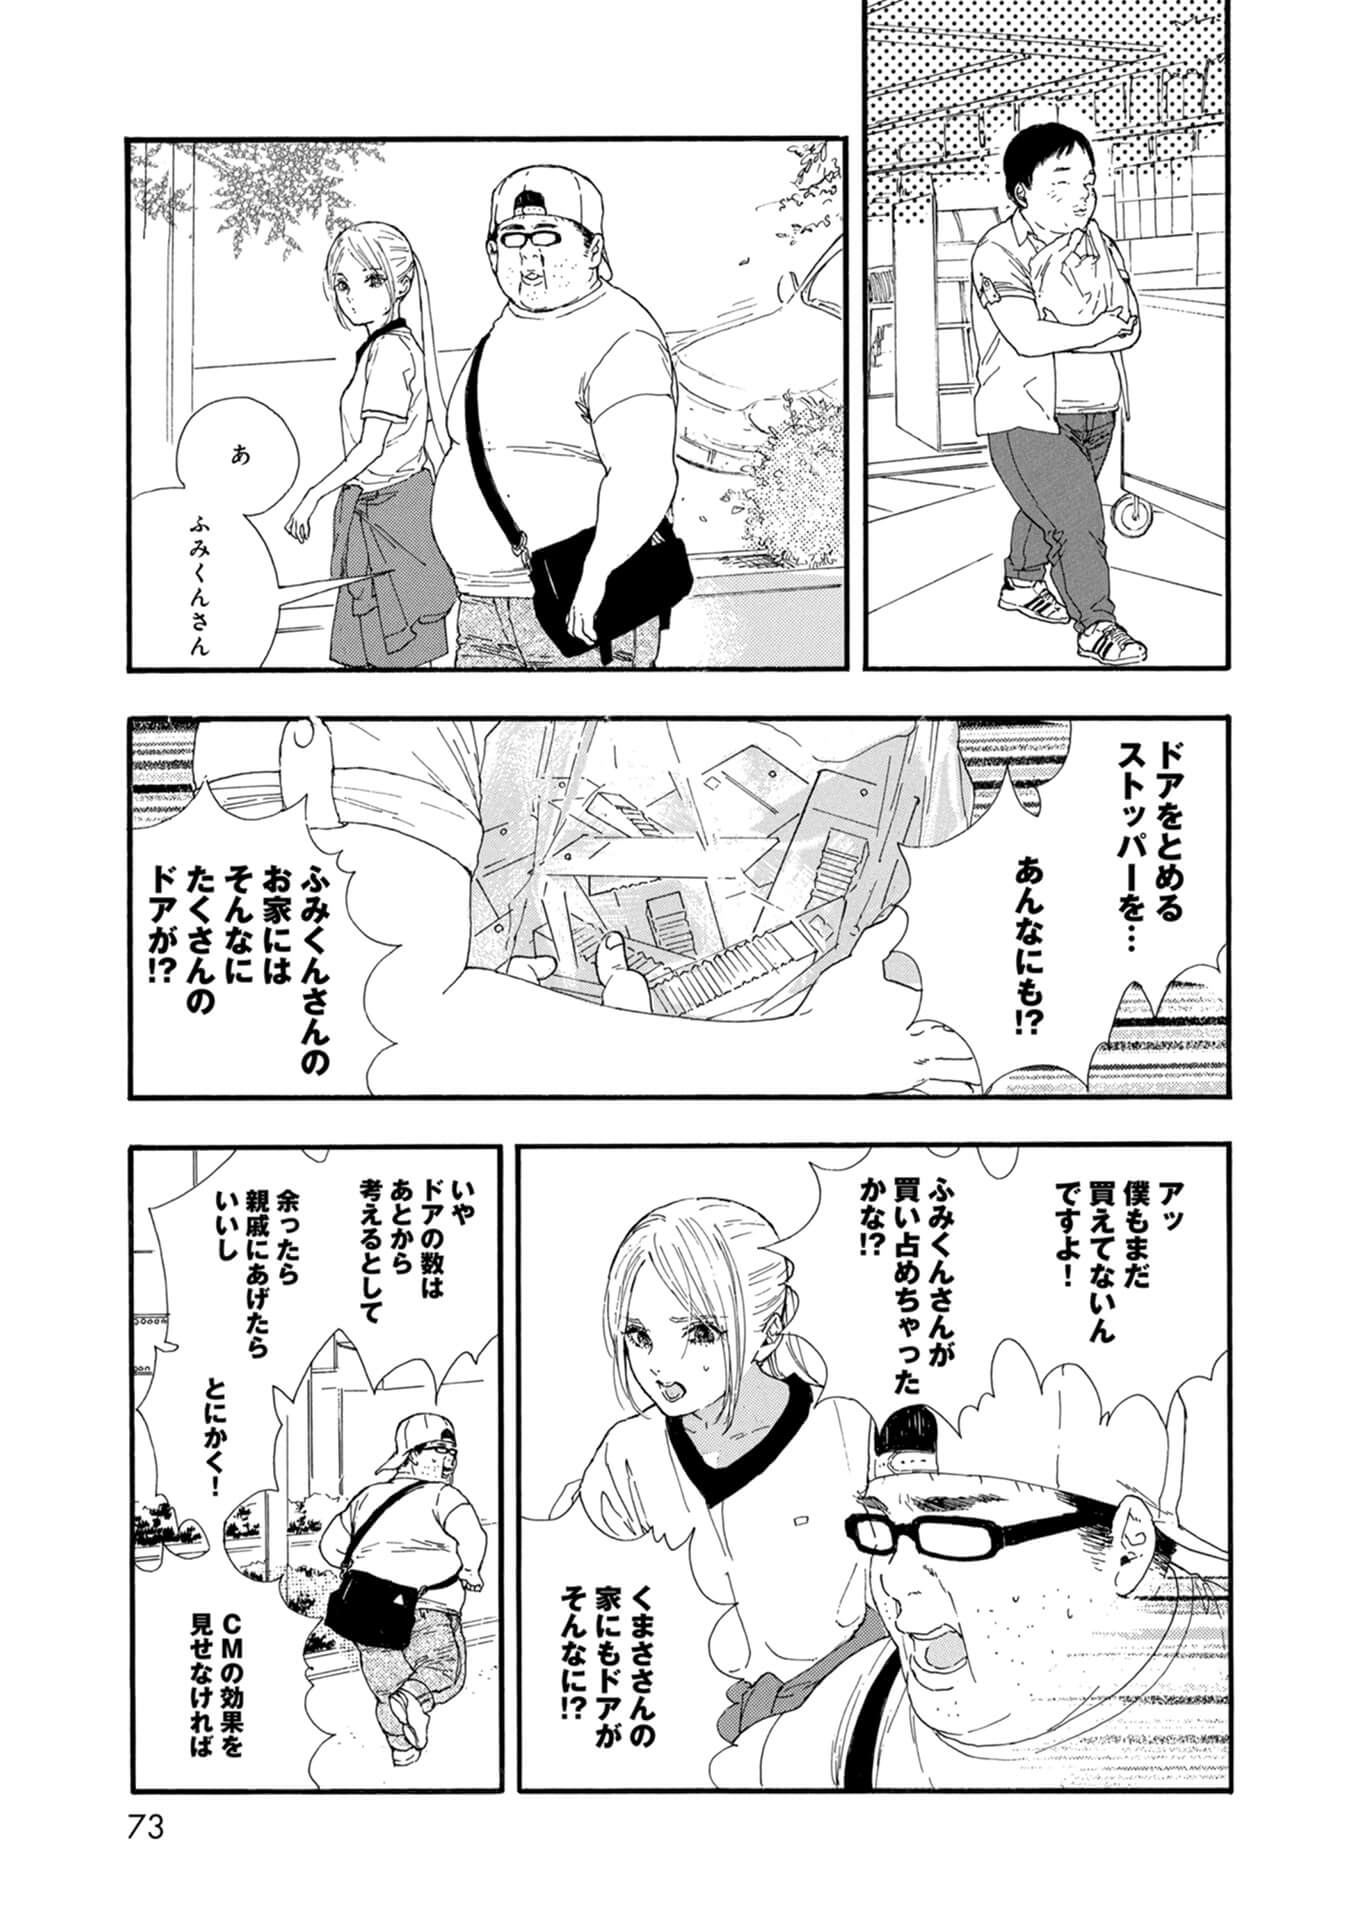 あ
ふみくんさん
ドアをとめる
ストッパーを…
あんなにも!?
ふみくんさんの
お家には
そんなに
たくさんの
ドアが!?
アッ
僕もまだ
買えてないん
ですよ！
ふみくんさんが
買い占めちゃった
かな!?
くまささんの
家にもドアが
そんなに!?
いや
ドアの数は
あとから
考えるとして
余ったら
親戚にあげたら
いいし
とにかく！
CMの効果を
見せなければ
73